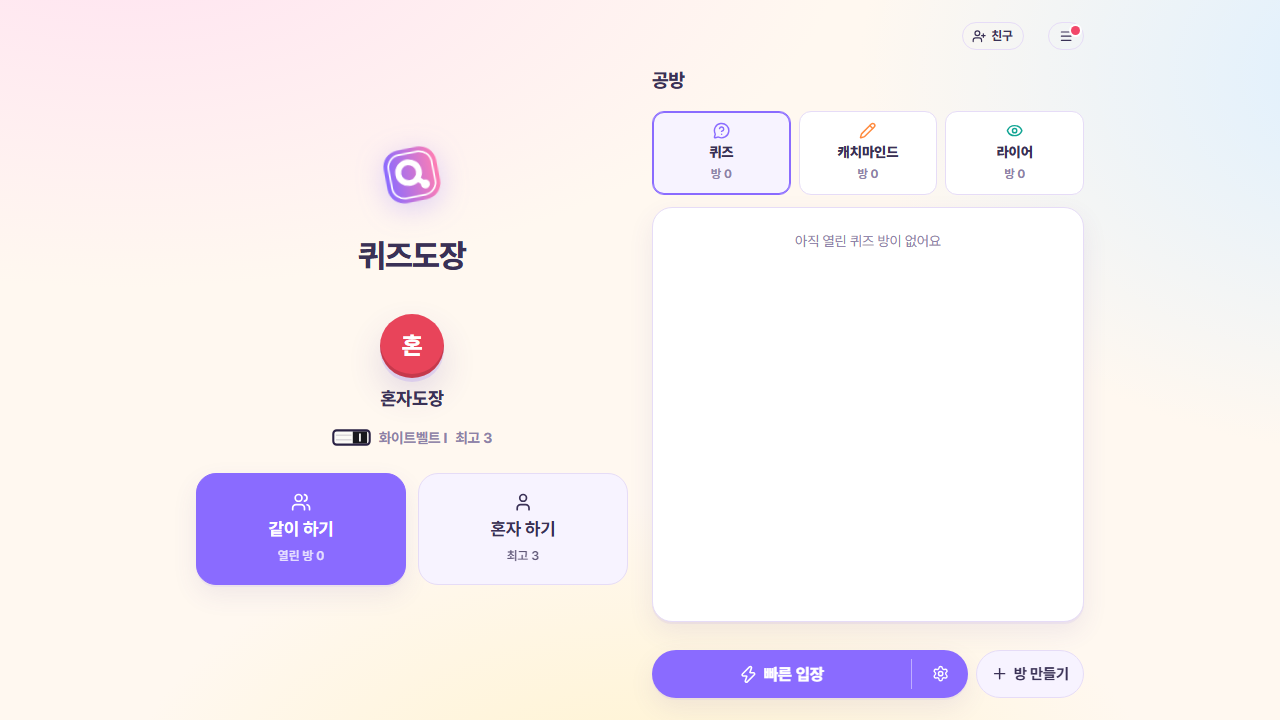 친구
공방
퀴즈
방 0
캐치마인드
방 0
라이어
방 0
아직 열린 퀴즈 방이 없어요
퀴즈도장
혼
혼자도장
화이트벨트 I 최고 3
같이 하기
열린 방 0
혼자 하기
최고 3
빠른 입장
방 만들기